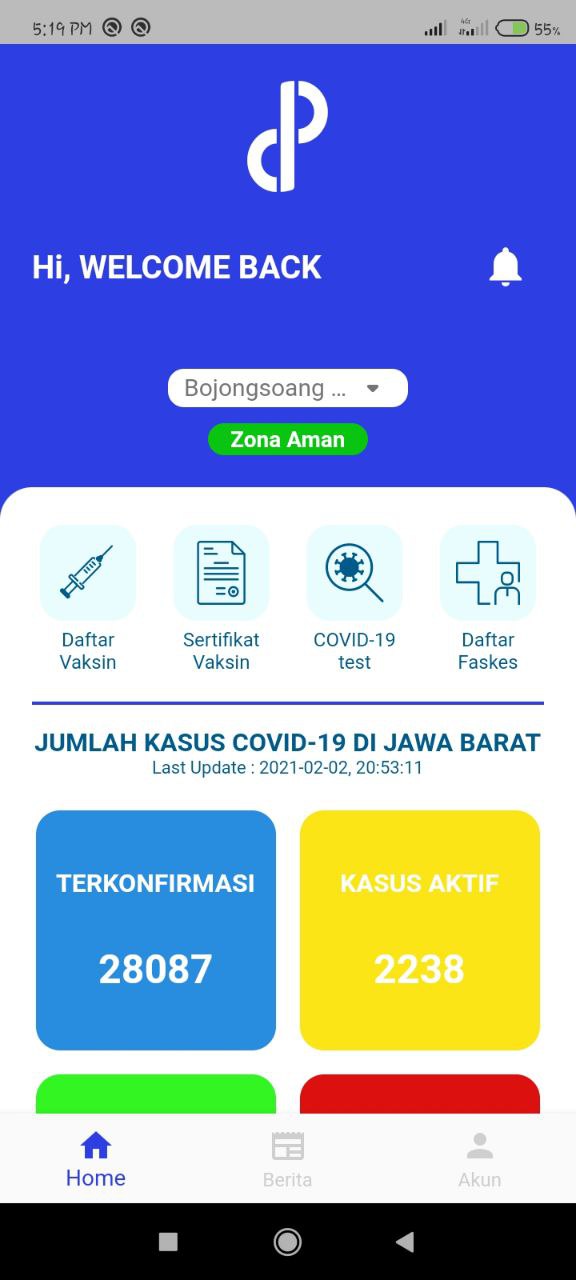 5:19 PM
4G
55%
Hi, WELCOME BACK
Bojongsoang ...
Zona Aman
Daftar Vaksin
Sertifikat Vaksin
COVID-19 test
Daftar Faskes
JUMLAH KASUS COVID-19 DI JAWA BARAT
Last Update : 2021-02-02, 20:53:11
TERKONFIRMASI
28087
KASUS AKTIF
2238
Home
Berita
Akun